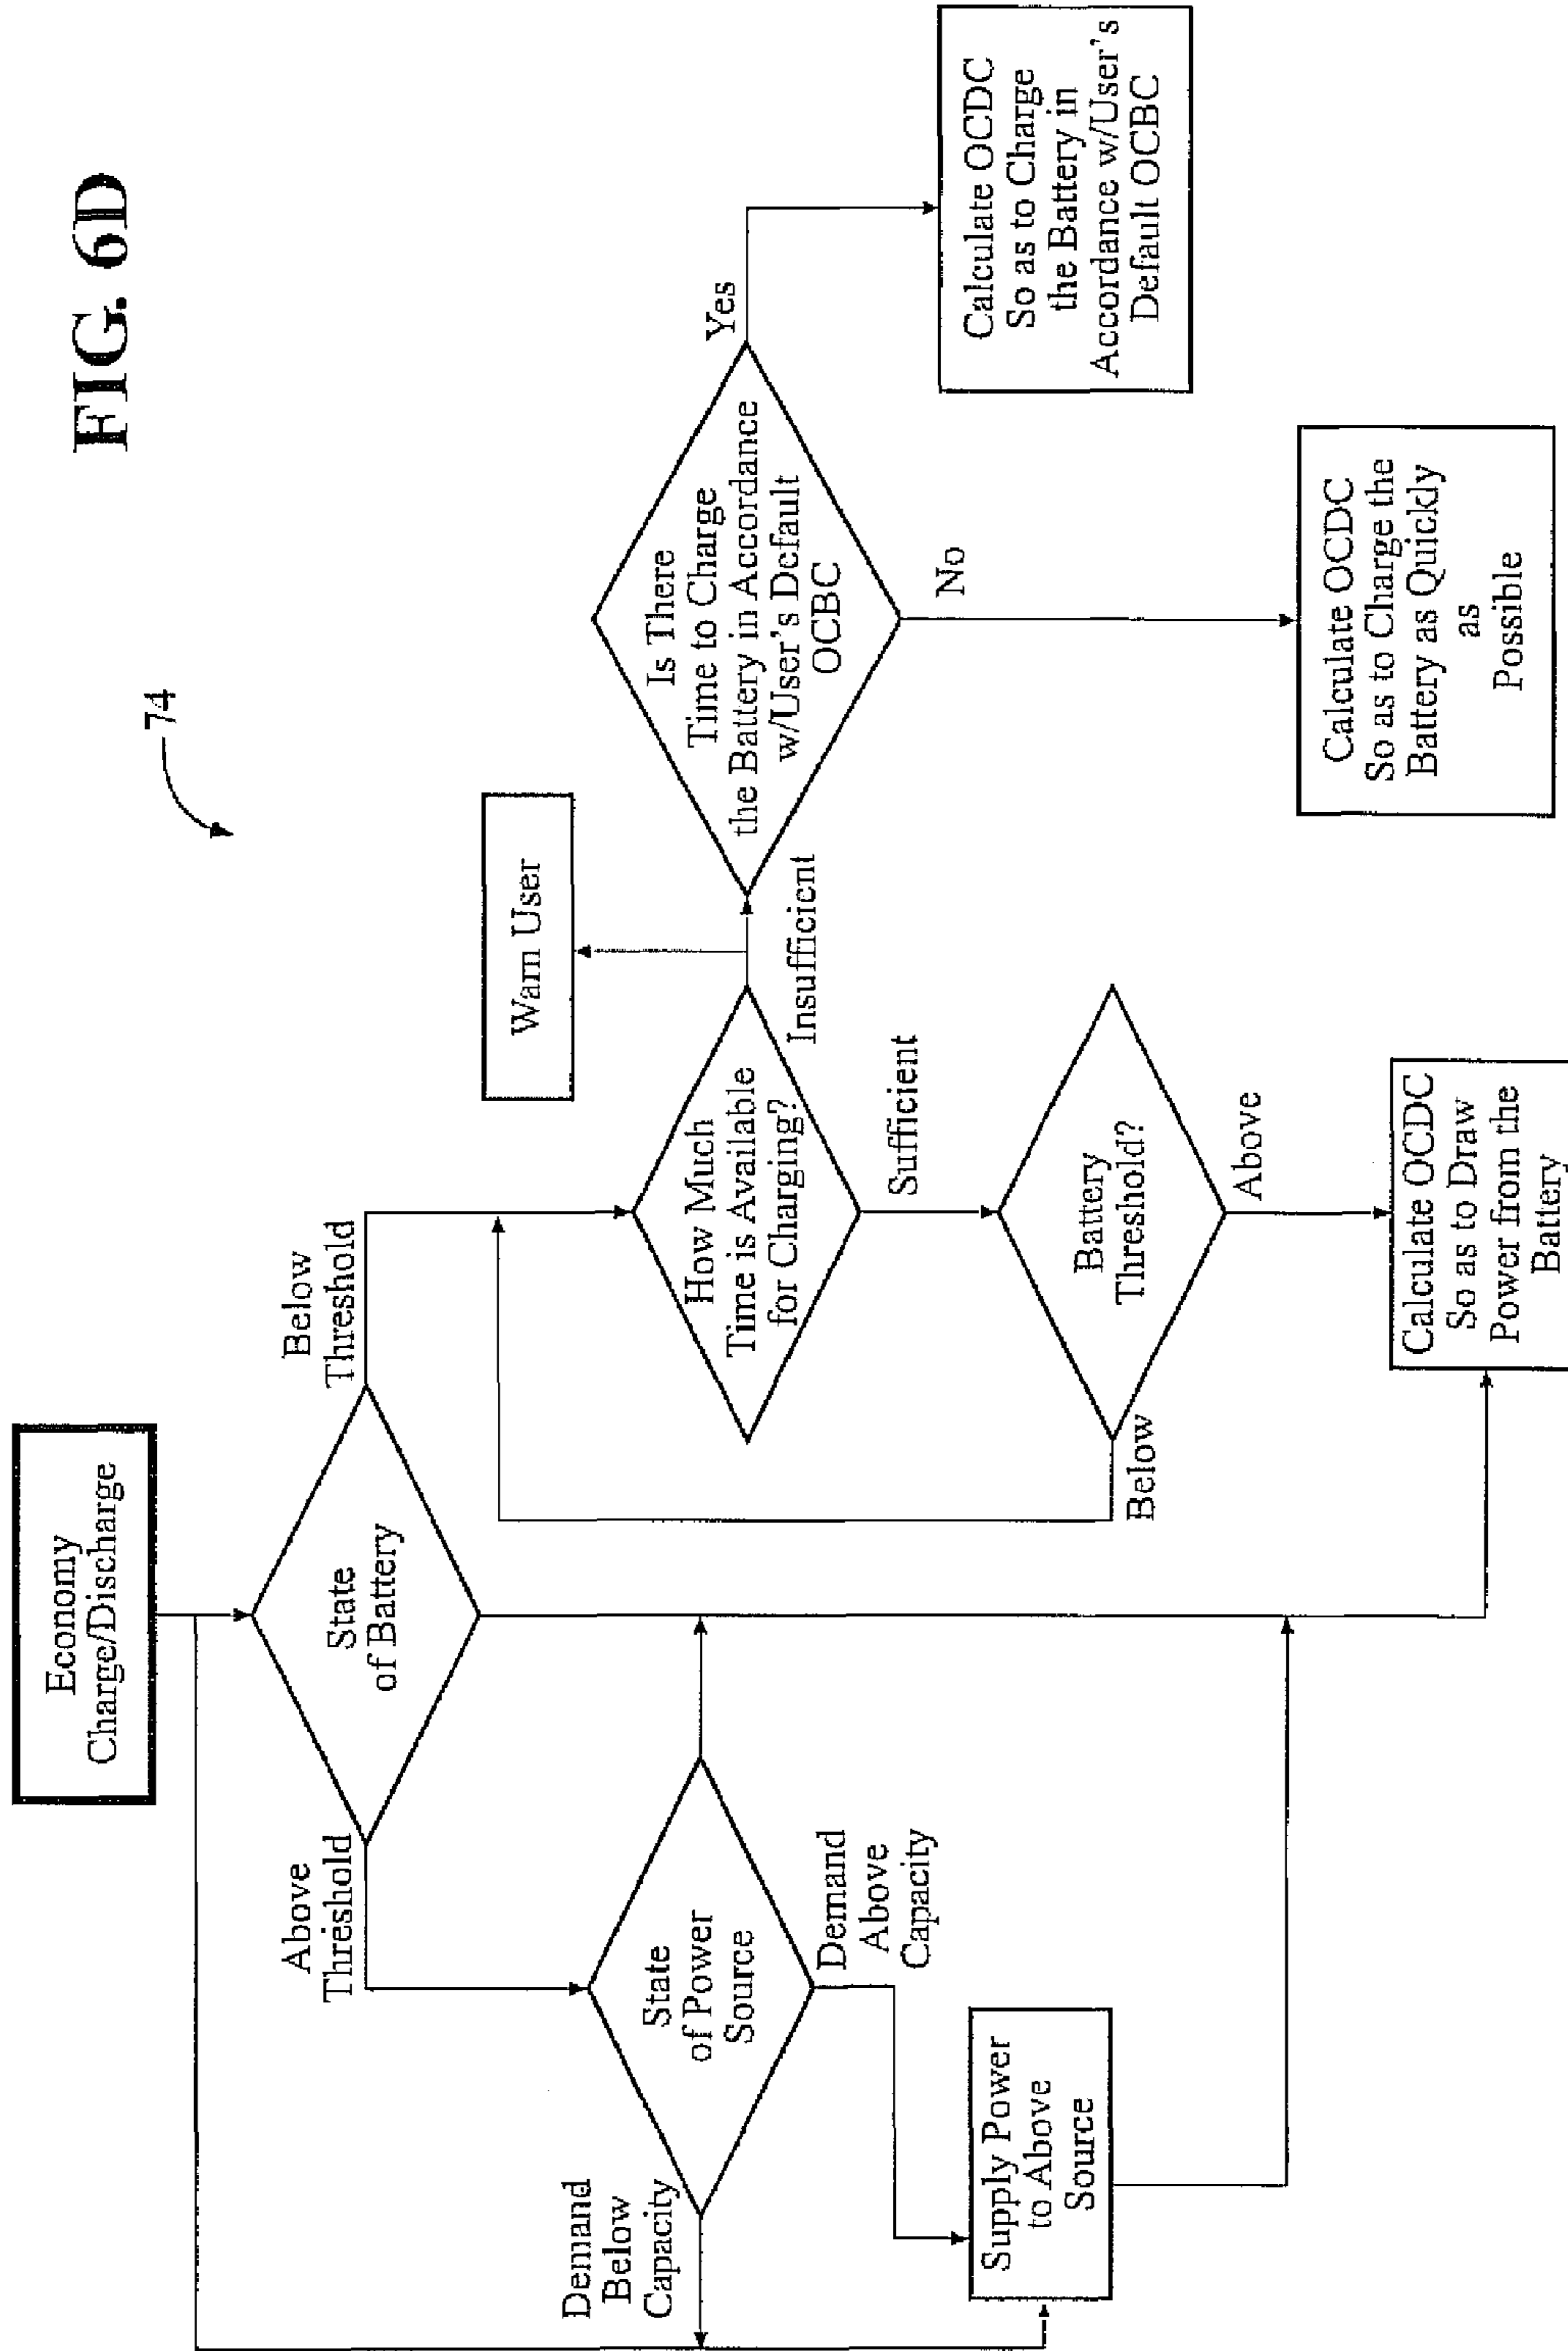 FIG. 6D
74
Economy
Charge/Discharge
State
of Battery
Above
Threshold
Below
Threshold
State
of Power
Source
Demand
Below
Capacity
Demand
Above
Capacity
Supply Power
to Above
Source
How Much
Time is Available
for Charging?
Insufficient
Sufficient
Warn User
Battery
Threshold?
Below
Above
Calculate OCDC
So as to Draw
Power from the
Battery
Is There
Time to Charge
the Battery in Accordance
w/User's Default
OCBC
Yes
No
Calculate OCDC
So as to Charge
the Battery in
Accordance w/User's
Default OCBC
Calculate OCDC
So as to Charge the
Battery as Quickly
as
Possible